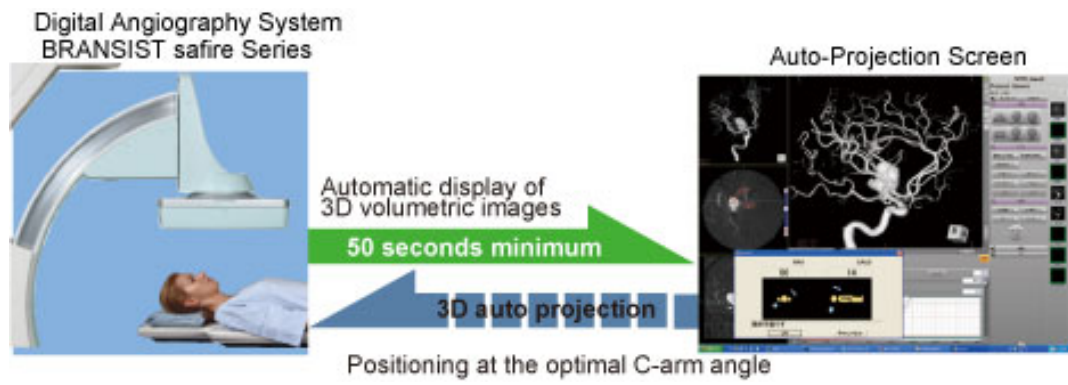 Digital Angiography System
BRANSIST safire Series
Auto-Projection Screen
Automatic display of
3D volumetric images
50 seconds minimum
3D auto projection
Positioning at the optimal C-arm angle